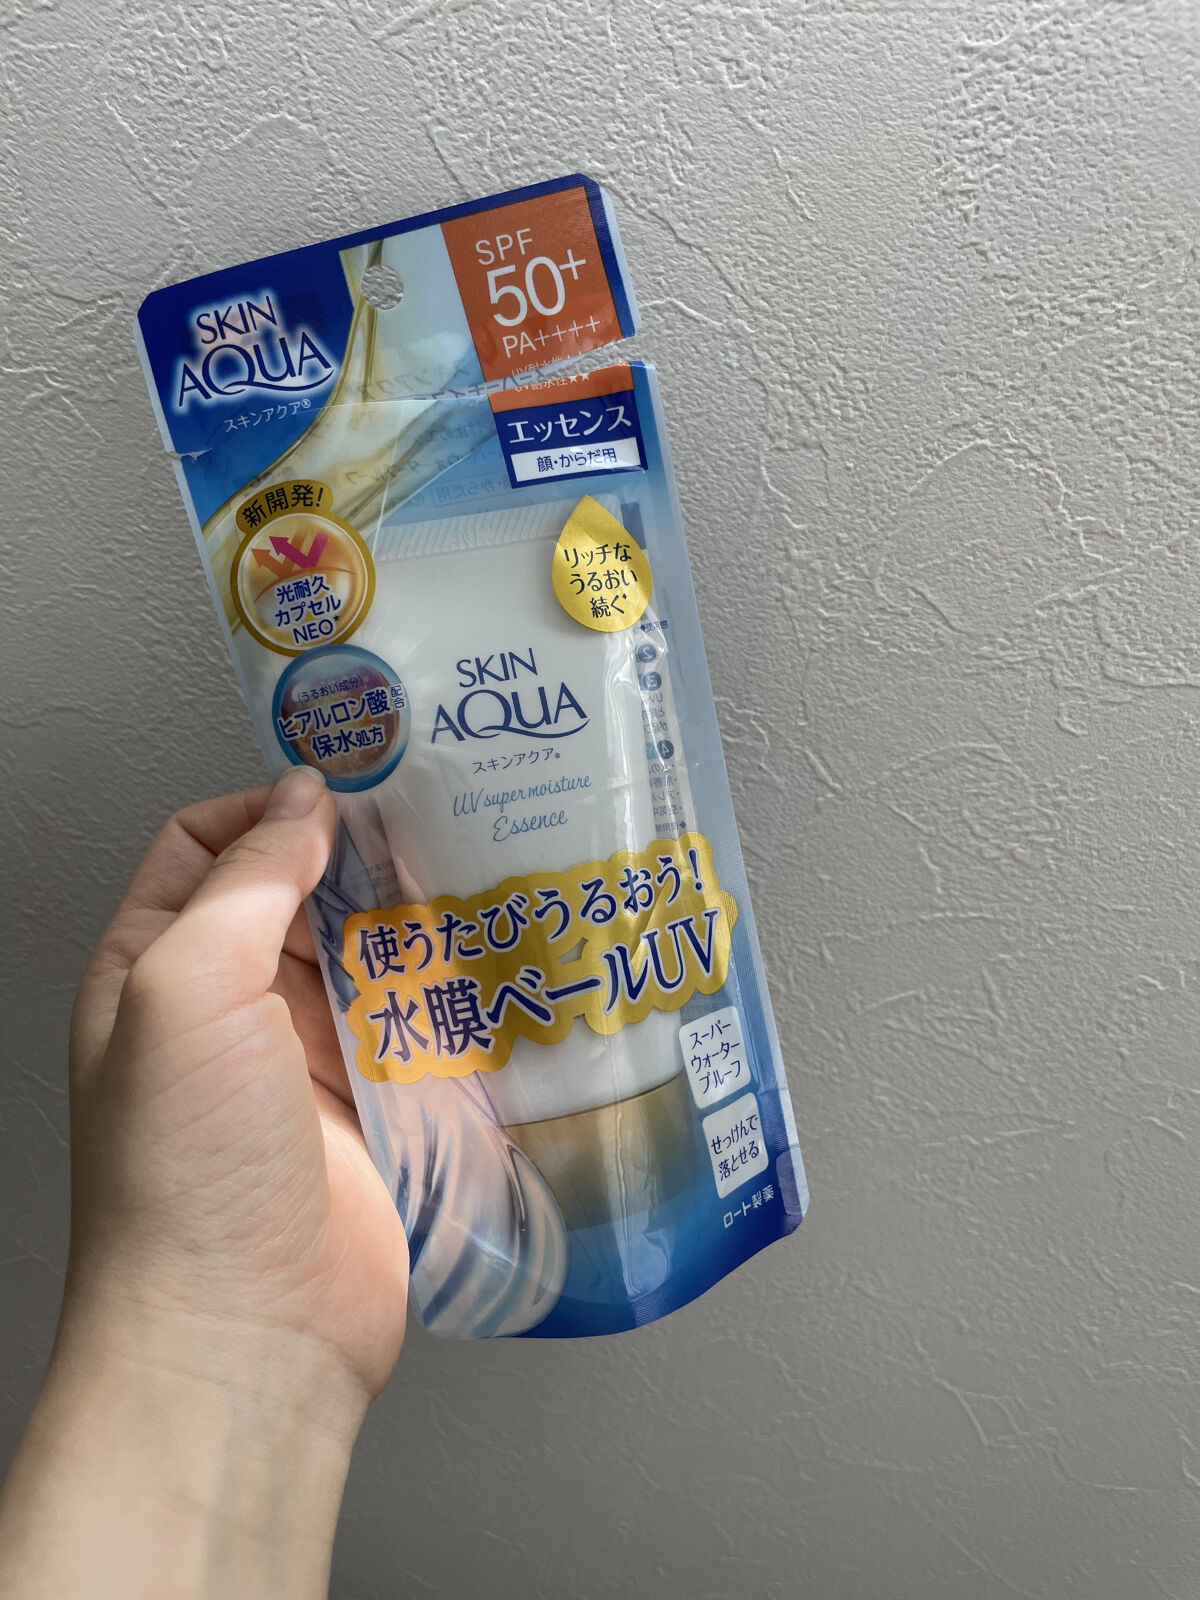 SKIN
AQUA
スキンアクア®
SPF
50+
PA++++
UV耐水性★★
エッセンス
顔・からだ用
新開発!
光耐久
カプセル
NEO*
リッチな
うるおい
続く
(うるおい成分)
ヒアルロン酸配合
保水処方
SKIN
AQUA
スキンアクア®
UV super moisture
Essence
使うたびうるおう!
水膜ベールUV
スーパー
ウォーター
プルーフ
せっけんで
落とせる
ロート製薬